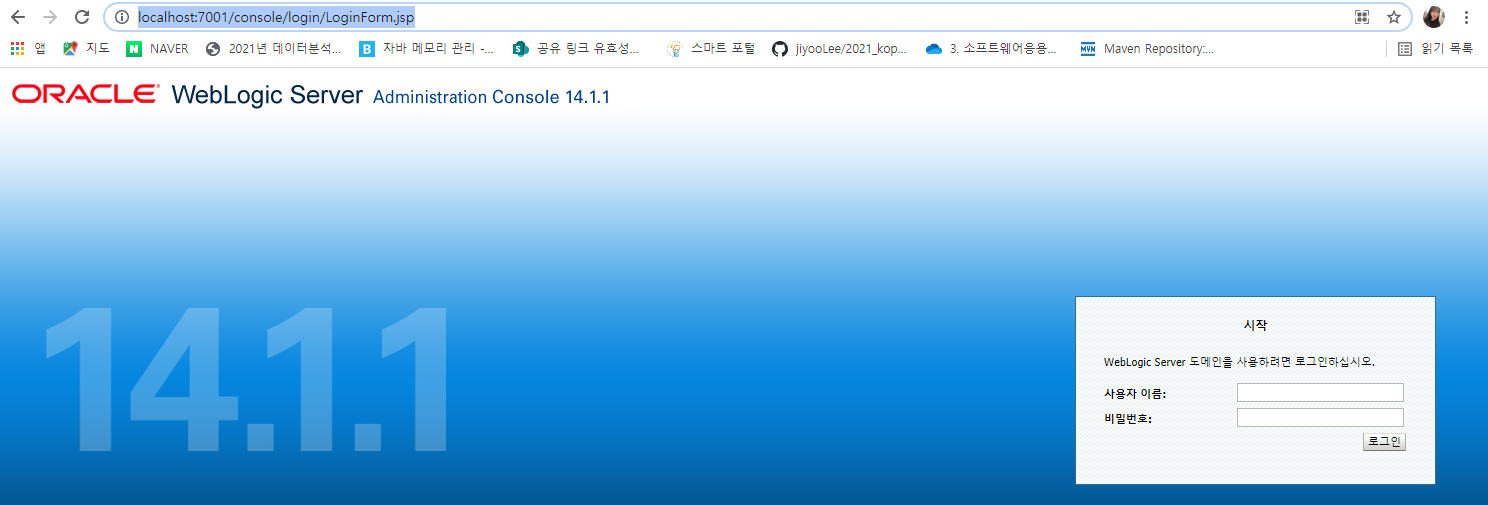 localhost:7001/console/login/LoginForm.jsp
앱 지도 NAVER 2021년 데이터분석... 자바 메모리 관리 -... 공유 링크 유효성... 스마트 포털 jiyooLee/2021_kop... 3. 소프트웨어응용... Maven Repository:... 읽기 목록
ORACLE WebLogic Server Administration Console 14.1.1
14.1.1
시작
WebLogic Server 도메인을 사용하려면 로그인하십시오.
사용자 이름:
비밀번호:
로그인